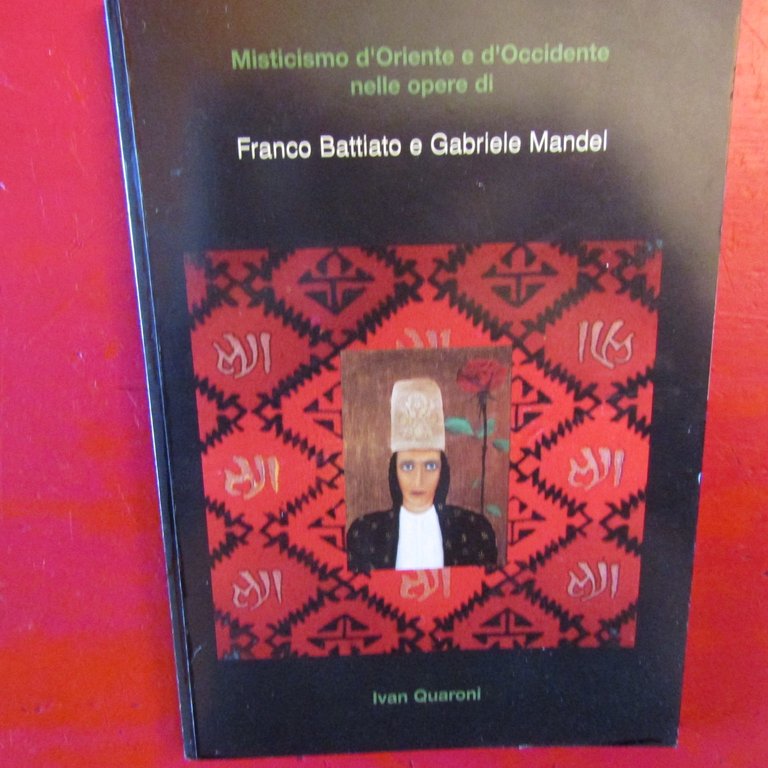 Misticismo d'Oriente e d'Occidente
nelle opere di
Franco Battiato e Gabriele Mandel
Ivan Quaroni